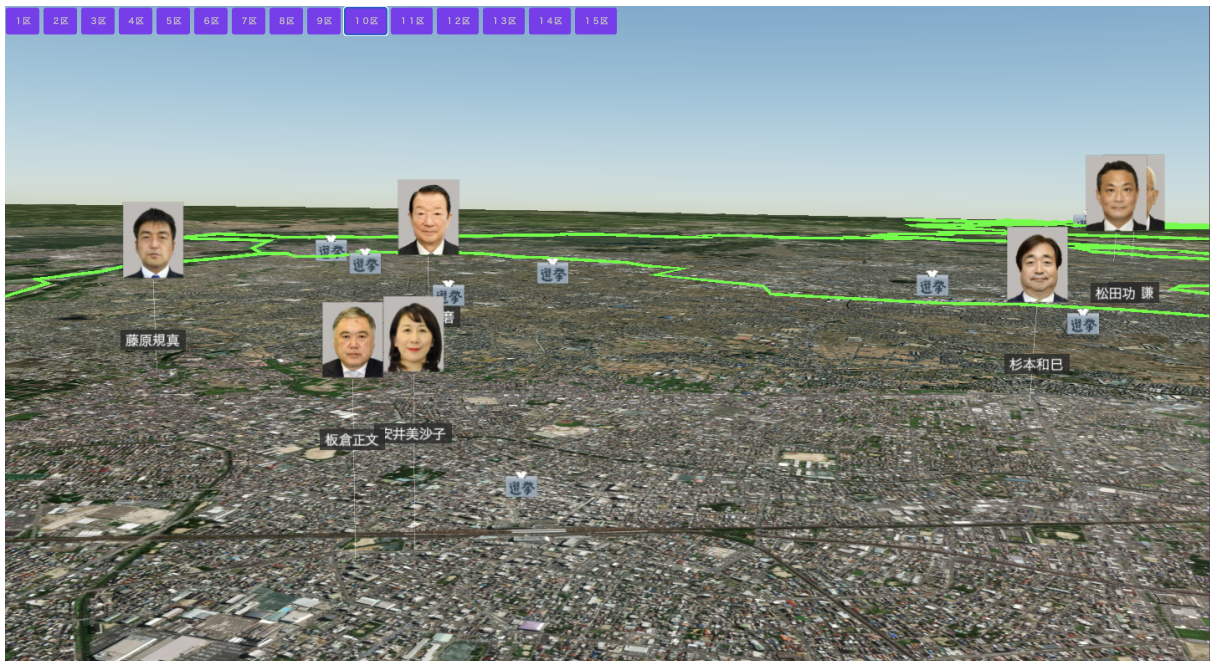 1区 2区 3区 4区 5区 6区 7区 8区 9区 10区 11区 12区 13区 14区 15区
選挙
選挙
選挙
選挙
選挙
磨
松田功 謙
選挙
藤原規真
杉本和巳
板倉正文
安井美沙子
選挙